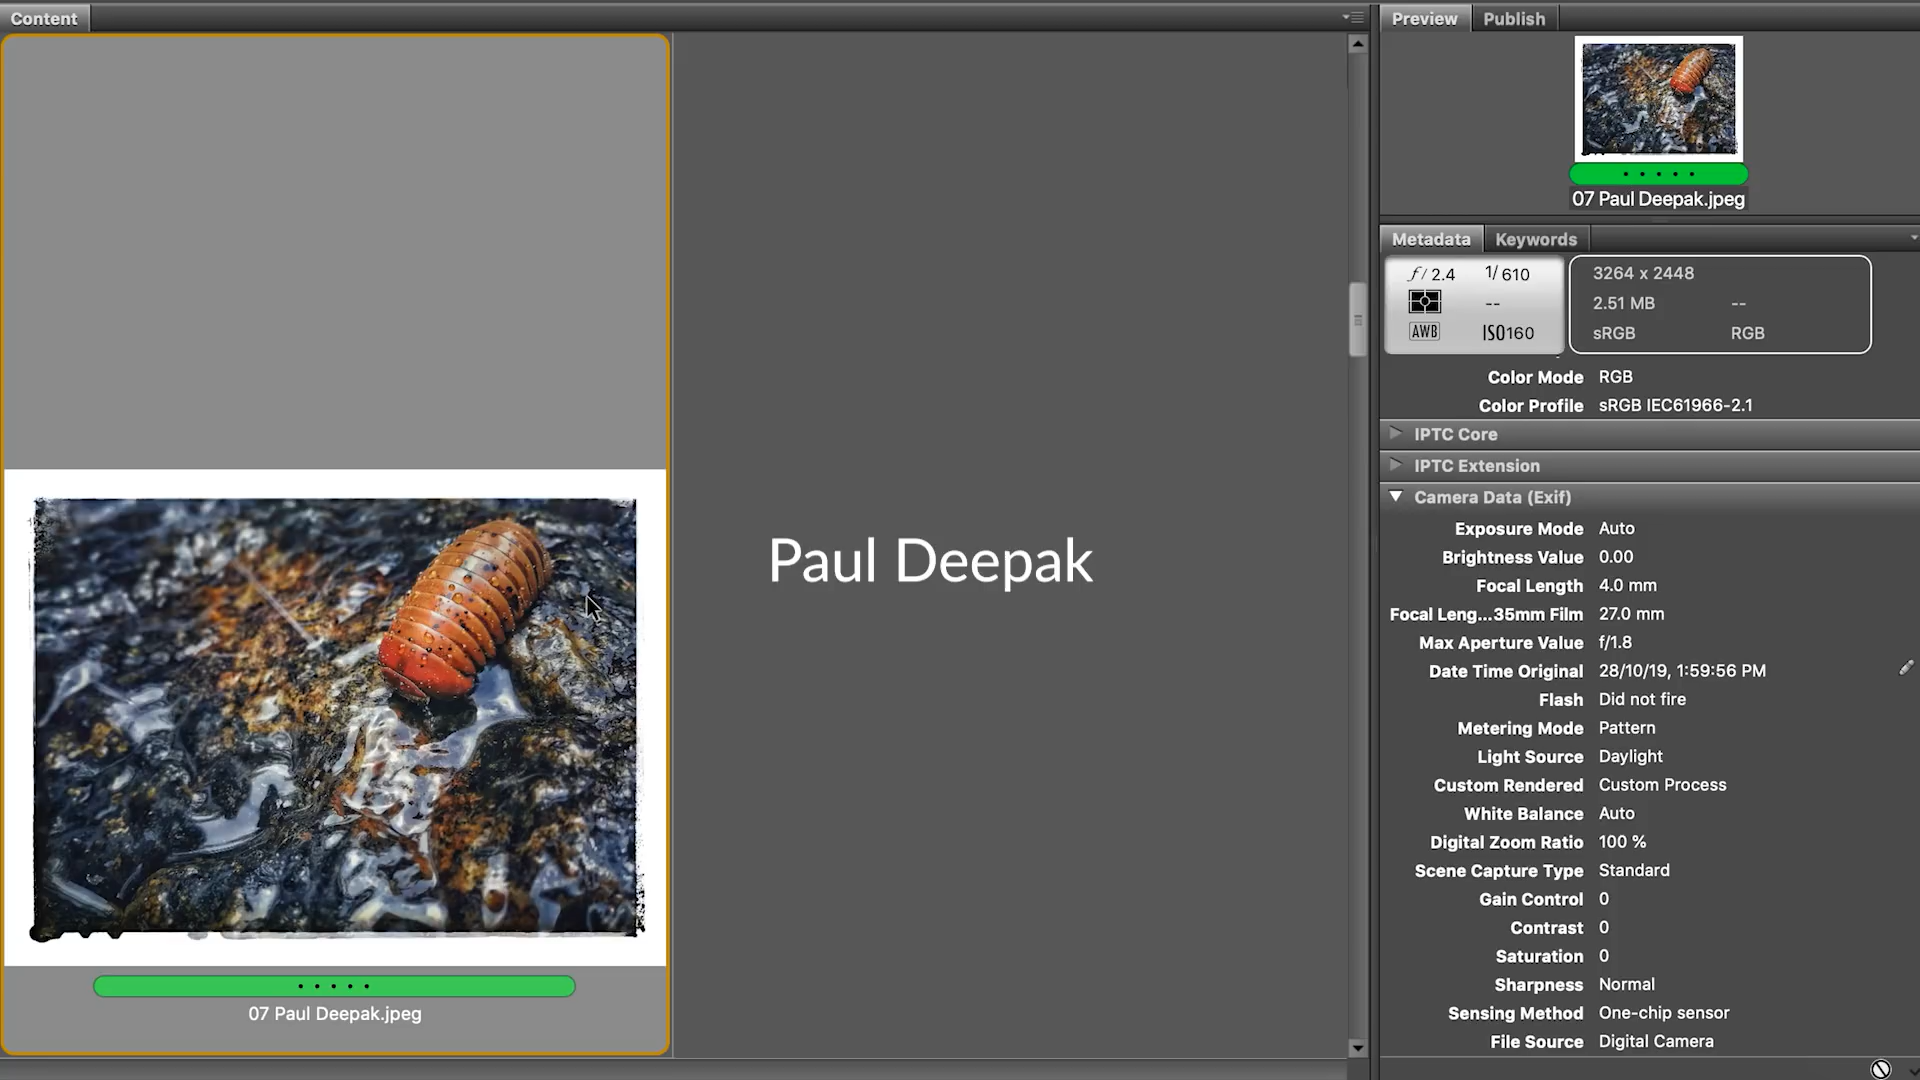 Content
Preview
Publish
07 Paul Deepak.jpeg
Metadata
Keywords
ƒ/ 2.4 1/ 610
--
AWB ISO160
3264 x 2448
2.51 MB --
sRGB RGB
Color Mode RGB
Color Profile sRGB IEC61966-2.1
IPTC Core
IPTC Extension
Camera Data (Exif)
Exposure Mode Auto
Brightness Value 0.00
Focal Length 4.0 mm
Focal Leng...35mm Film 27.0 mm
Max Aperture Value f/1.8
Date Time Original 28/10/19, 1:59:56 PM
Flash Did not fire
Metering Mode Pattern
Light Source Daylight
Custom Rendered Custom Process
White Balance Auto
Digital Zoom Ratio 100 %
Scene Capture Type Standard
Gain Control 0
Contrast 0
Saturation 0
Sharpness Normal
Sensing Method One-chip sensor
File Source Digital Camera
Paul Deepak
07 Paul Deepak.jpeg